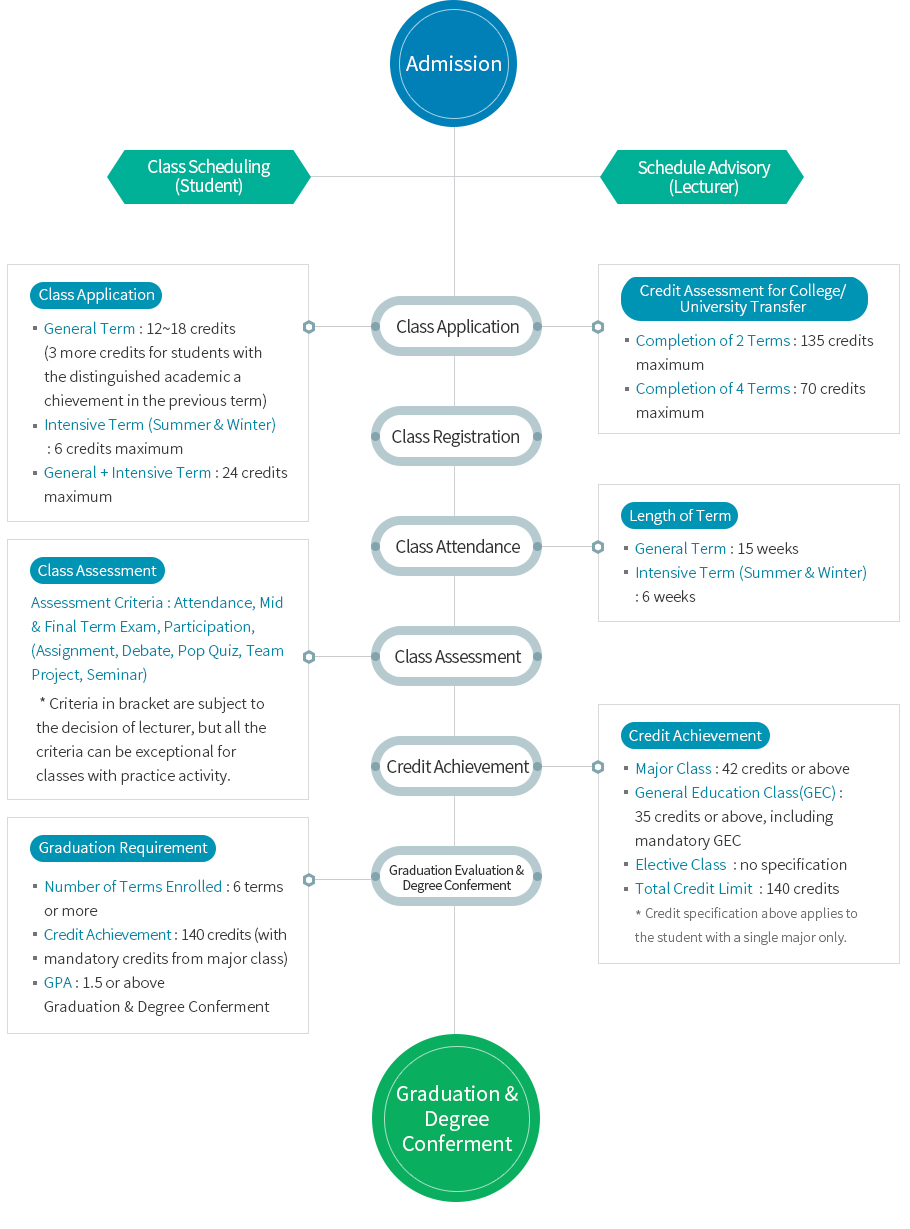 Admission
Class Scheduling
(Student)
Schedule Advisory
(Lecturer)
Class Application
General Term : 12~18 credits
(3 more credits for students with
the distinguished academic a
chievement in the previous term)
Intensive Term (Summer & Winter)
: 6 credits maximum
General + Intensive Term : 24 credits
maximum
Class Application
Credit Assessment for College/
University Transfer
Completion of 2 Terms : 135 credits
maximum
Completion of 4 Terms : 70 credits
maximum
Class Registration
Class Attendance
Length of Term
General Term : 15 weeks
Intensive Term (Summer & Winter)
: 6 weeks
Class Assessment
Assessment Criteria : Attendance, Mid
& Final Term Exam, Participation,
(Assignment, Debate, Pop Quiz, Team
Project, Seminar)
* Criteria in bracket are subject to
the decision of lecturer, but all the
criteria can be exceptional for
classes with practice activity.
Class Assessment
Credit Achievement
Credit Achievement
Major Class : 42 credits or above
General Education Class(GEC) :
35 credits or above, including
mandatory GEC
Elective Class : no specification
Total Credit Limit : 140 credits
* Credit specification above applies to
the student with a single major only.
Graduation Requirement
Number of Terms Enrolled : 6 terms
or more
Credit Achievement : 140 credits (with
mandatory credits from major class)
GPA : 1.5 or above
Graduation & Degree Conferment
Graduation Evaluation &
Degree Conferment
Graduation &
Degree
Conferment